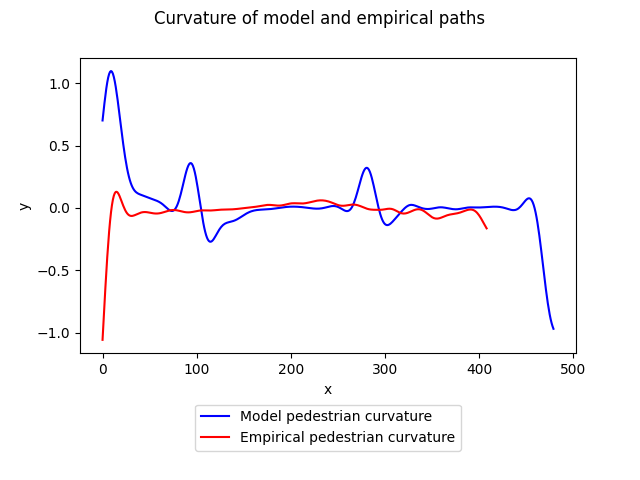 Curvature of model and empirical paths
1.0
0.5
0.0
−0.5
−1.0
y
0 100 200 300 400 500
x
Model pedestrian curvature
Empirical pedestrian curvature